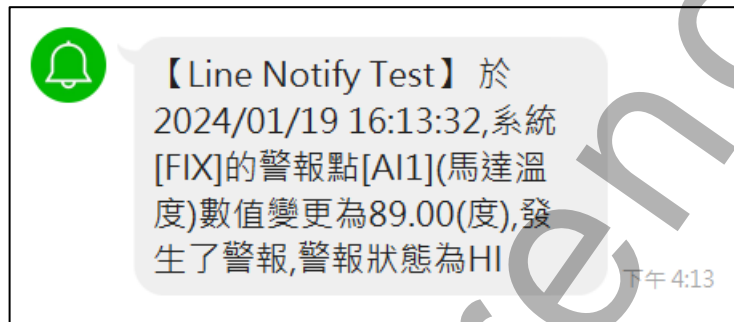 【Line Notify Test】 於
2024/01/19 16:13:32,系統
[FIX]的警報點[AI1](馬達溫
度)數值變更為89.00(度),發
生了警報,警報狀態為HI
下午 4:13